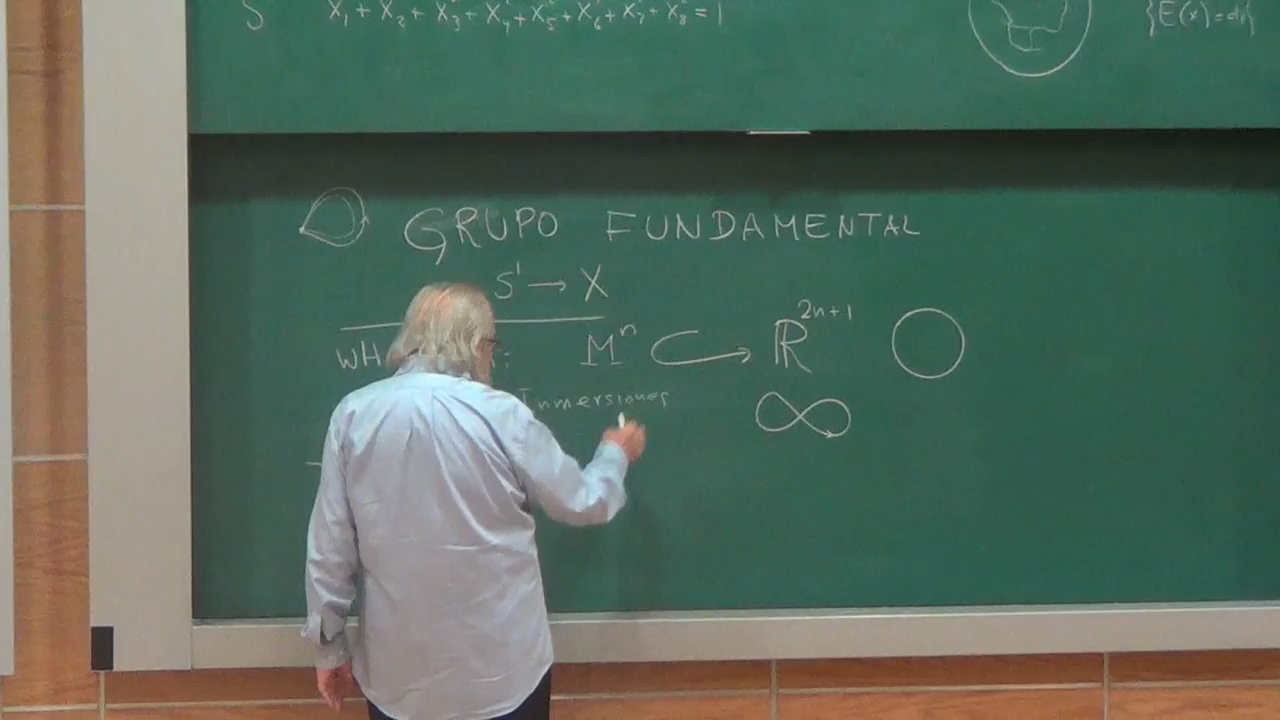 S X₁ + X₂ + X₃ + X₄ + X₅ + X₆ + X₇ + X₈ = 1
{E(x)=
GRUPO FUNDAMENTAL
S¹ → X
WH : Mⁿ ⊂→ ℝ²ⁿ⁺¹
Inmersiones